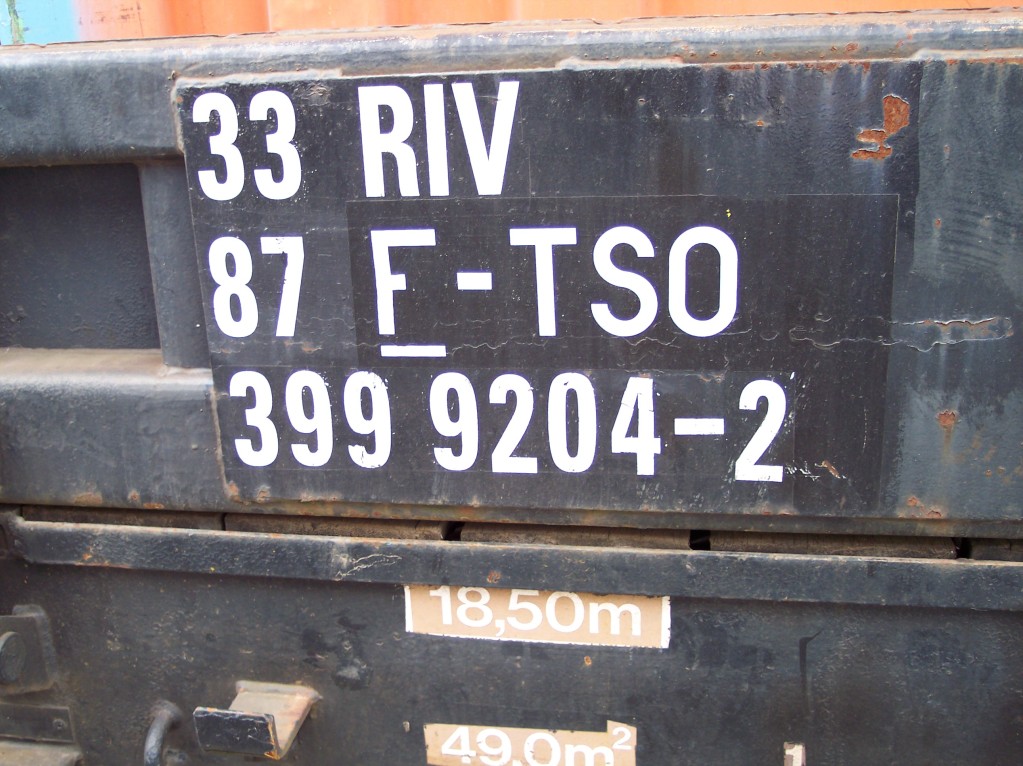 33 RIV
87 F-TSO
399 9204-2
18,50m
49,0m²